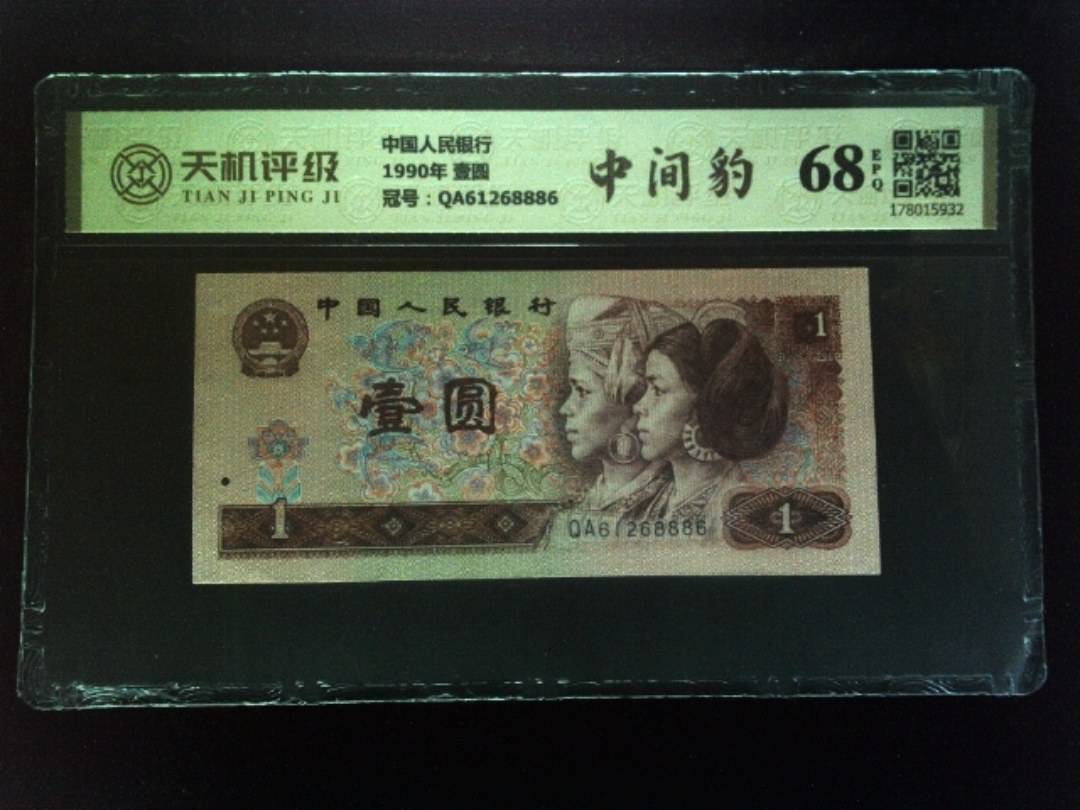 天机评级
TIAN JI PING JI
中国人民银行
1990年 壹圆
冠号：QA61268886
中间豹
68
EPQ
178015932
中国人民银行
1
壹圆
1
QA61268886
1